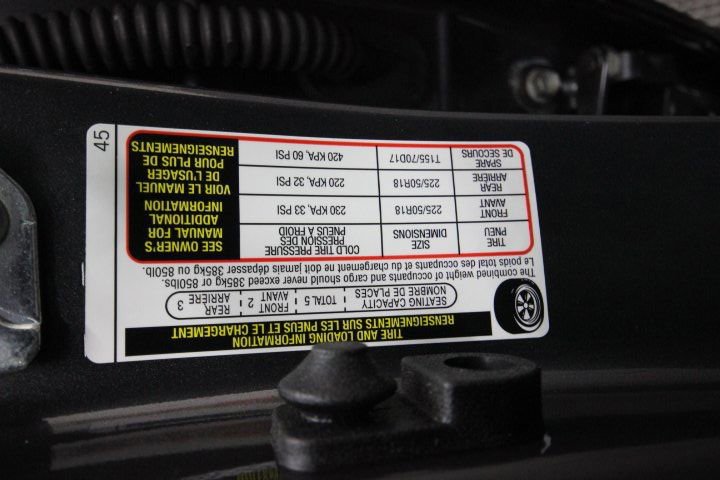 TIRE AND LOADING INFORMATION
RENSEIGNEMENTS SUR LES PNEUS ET LE CHARGEMENT
SEATING CAPACITY
NOMBRE DE PLACES
TOTAL 5
FRONT
AVANT 2
REAR
ARRIÈRE 3
The combined weight of occupants and cargo should never exceed 385kg or 850lbs.
Le poids total des occupants du chargement ne doit jamais dépasser 385kg ou 850lb.
TIRE
PNEU
SIZE
DIMENSIONS
COLD TIRE PRESSURE
PRESSION DES
PNEUS À FROID
FRONT
AVANT
225/50R18
230 KPA, 33 PSI
REAR
ARRIÈRE
225/50R18
220 KPA, 32 PSI
SPARE
DE SECOURS
T155/70D17
420 KPA, 60 PSI
SEE OWNER'S
MANUAL FOR
ADDITIONAL
INFORMATION
VOIR LE MANUEL
DE L'USAGER
POUR PLUS DE
RENSEIGNEMENTS
45